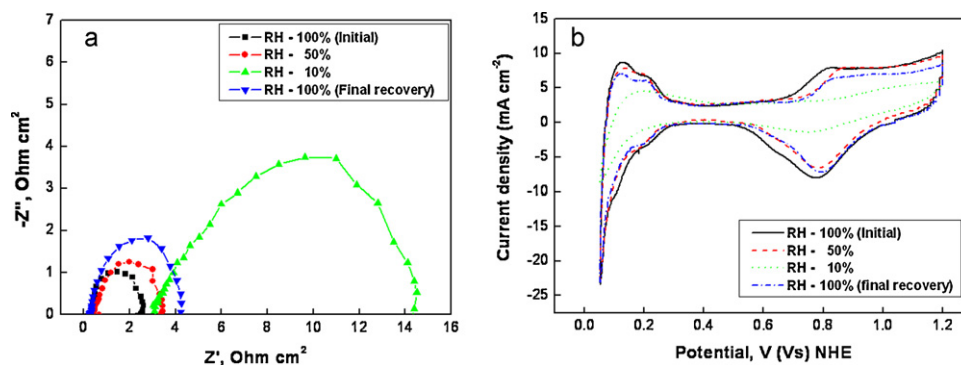 a
RH - 100% (Initial)
RH - 50%
RH - 10%
RH - 100% (Final recovery)
7
6
5
4
3
2
1
0
-Z'', Ohm cm2
0 2 4 6 8 10 12 14 16
Z', Ohm cm2
b
20
15
10
5
0
-5
-10
-15
-20
-25
Current density (mA cm-2)
RH - 100% (Initial)
RH - 50%
RH - 10%
RH - 100% (final recovery)
0.0 0.2 0.4 0.6 0.8 1.0 1.2
Potential, V (Vs) NHE